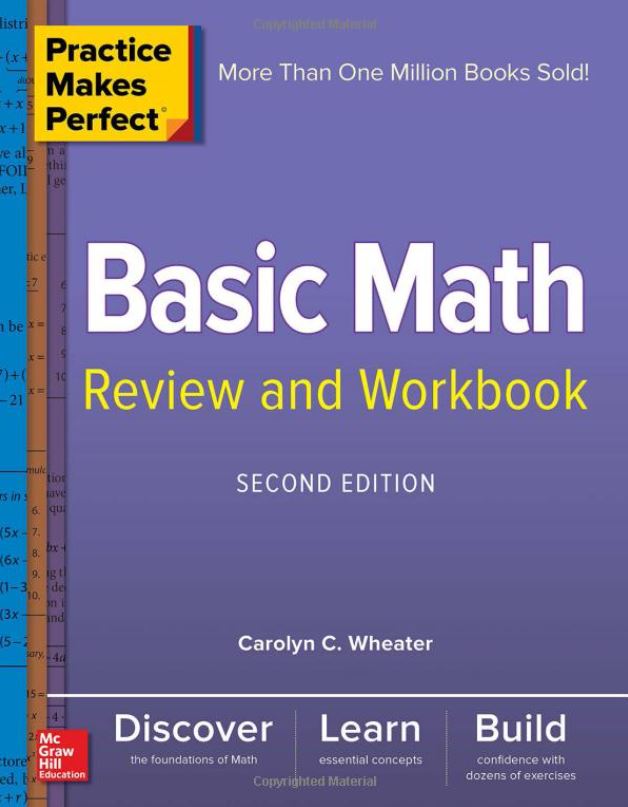 Copyrighted Material
Practice
Makes
Perfect
More Than One Million Books Sold!
Basic Math
Review and Workbook
SECOND EDITION
Carolyn C. Wheater
Discover
the foundations of Math
Learn
essential concepts
Build
confidence with
dozens of exercises
Mc
Graw
Hill
Education
Copyrighted Material